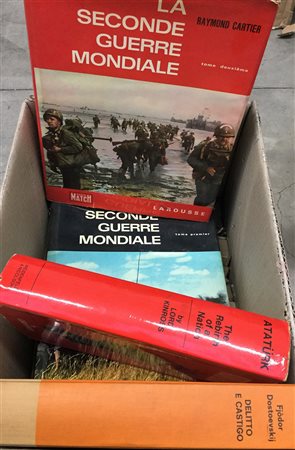 LA
SECONDE
GUERRE
MONDIALE
RAYMOND CARTIER
tome deuxième
MATCH
LAROUSSE
SECONDE
GUERRE
MONDIALE
tome premier
ATATÜRK
The
Rebirth
of a
Nation
by
LORD
KINROSS
Fjòdor
Dostoevskij
DELITTO
E CASTIGO